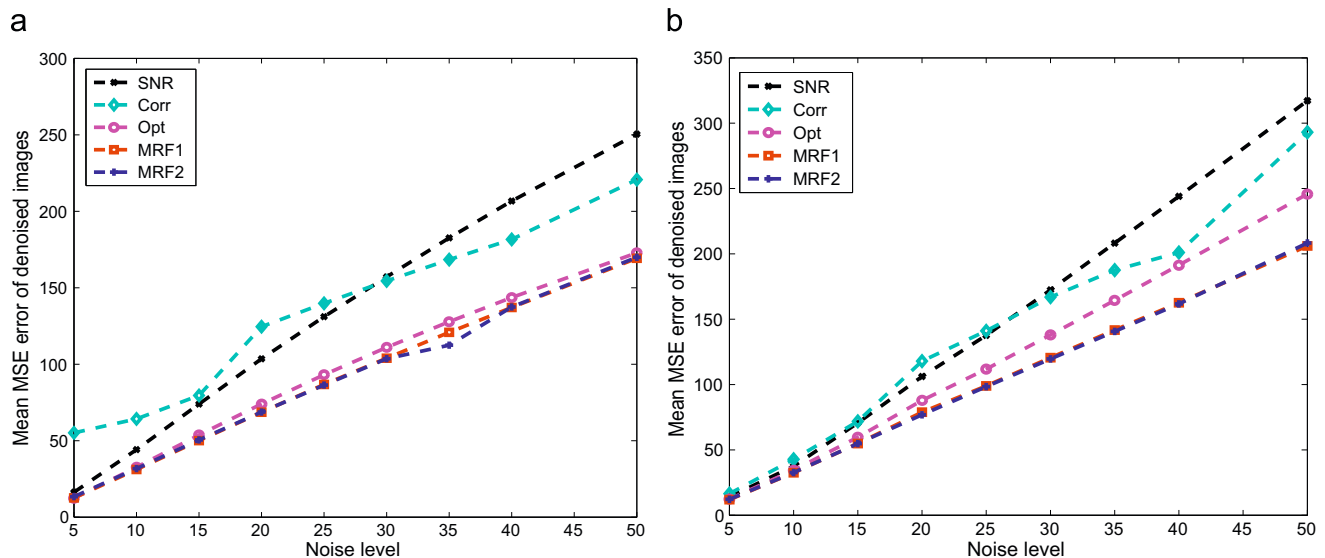 a
Mean MSE error of denoised images
300
250
200
150
100
50
0
SNR
Corr
Opt
MRF1
MRF2
5 10 15 20 25 30 35 40 45 50
Noise level
b
Mean MSE error of denoised images
350
300
250
200
150
100
50
0
SNR
Corr
Opt
MRF1
MRF2
5 10 15 20 25 30 35 40 45 50
Noise level